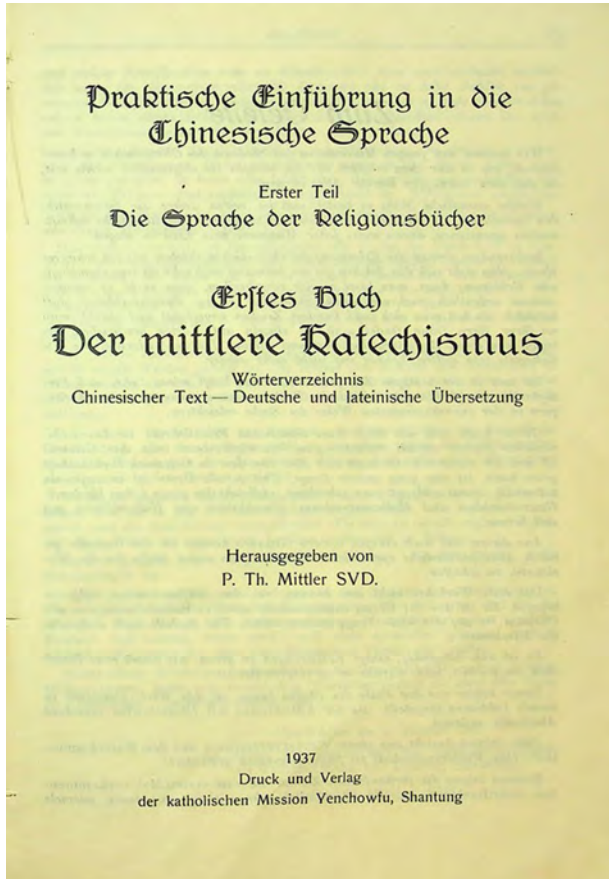 Praktische Einführung in die
Chinesische Sprache
Erster Teil
Die Sprache der Religionsbücher
Erstes Buch
Der mittlere Katechismus
Wörterverzeichnis
Chinesischer Text — Deutsche und lateinische Übersetzung
Herausgegeben von
P. Th. Mittler SVD.
1937
Druck und Verlag
der katholischen Mission Yenchowfu, Shantung